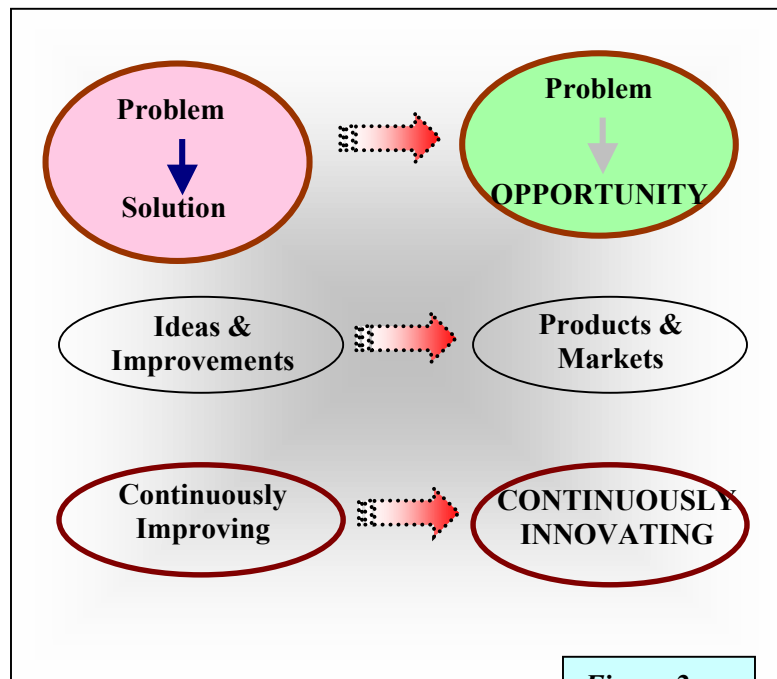 Problem
Solution
Problem
OPPORTUNITY
Ideas &
Improvements
Products &
Markets
Continuously
Improving
CONTINUOUSLY
INNOVATING